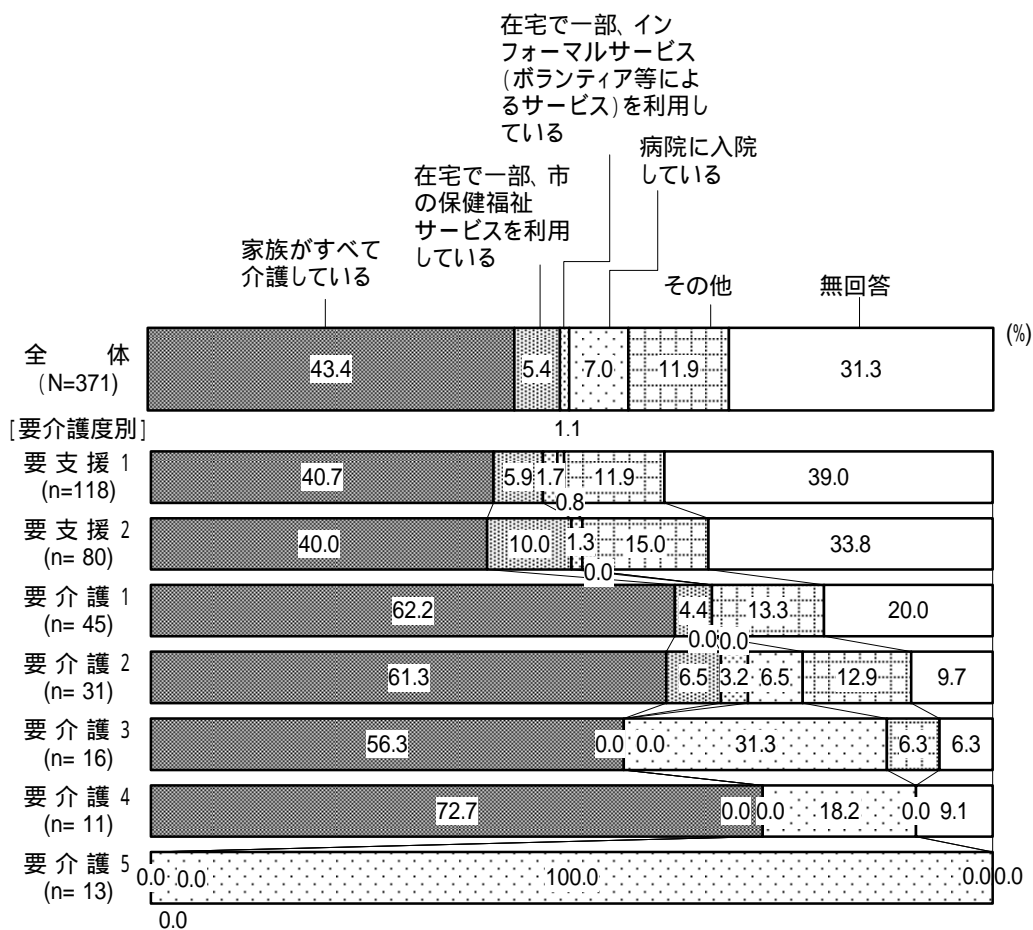 在宅で一部、イン
フォーマルサービス
(ボランティア等によ
るサービス)を利用し
ている
病院に入院
している
在宅で一部、市
の保健福祉
サービスを利用
している
家族がすべて
介護している
その他
無回答
(%)
全 体
(N=371)
43.4 5.4 7.0 11.9 31.3
1.1
[要介護度別]
要支援1
(n=118)
40.7 5.9 1.7 11.9 39.0
0.8
要支援2
(n= 80)
40.0 10.0 1.3 15.0 33.8
0.0
要介護1
(n= 45)
62.2 4.4 13.3 20.0
0.0 0.0
要介護2
(n= 31)
61.3 6.5 3.2 6.5 12.9 9.7
要介護3
(n= 16)
56.3 0.0 0.0 31.3 6.3 6.3
要介護4
(n= 11)
72.7 0.0 0.0 18.2 0.0 9.1
要介護5
(n= 13)
0.0 0.0 100.0 0.0 0.0
0.0